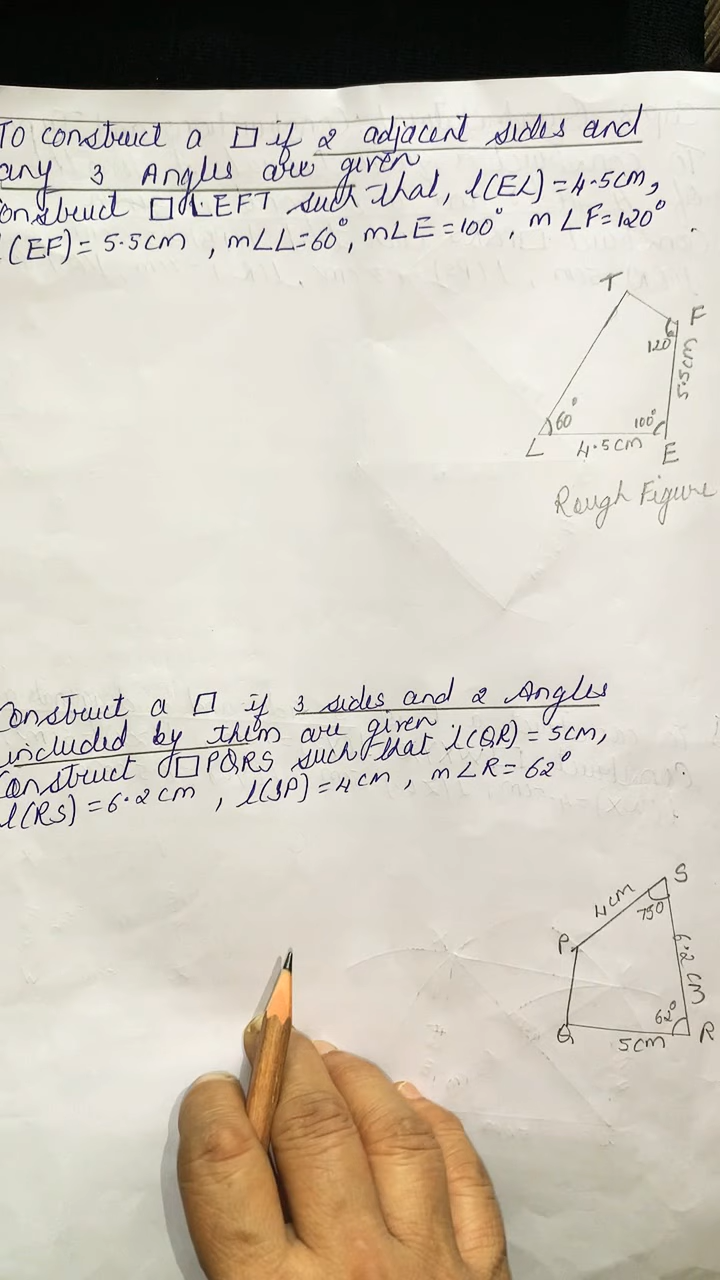 To construct a □ if 2 adjacent sides and
any 3 Angles are given
onstruct □ LEFT such that, l(EL) = 4.5cm,
l(EF) = 5.5cm, m∠L=60°, m∠E=100°, m∠F=120°.
T
F
120°
5.5cm
60°
100°
L
4.5cm
E
Rough Figure
Construct a □ if 3 sides and 2 Angles
included by them are given
Construct □PQRS such that l(QR) = 5cm,
l(RS) = 6.2cm, l(SP) = 4cm, m∠R = 62°
S
4cm
750
P
6.2cm
62°
Q
5cm
R